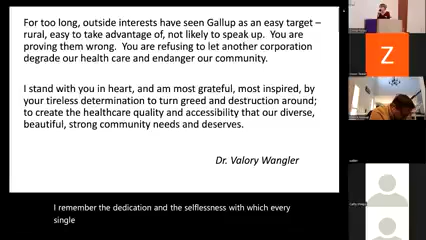 For too long, outside interests have seen Gallup as an easy target –
rural, easy to take advantage of, not likely to speak up. You are
proving them wrong. You are refusing to let another corporation
degrade our health care and endanger our community.
I stand with you in heart, and am most grateful, most inspired, by
your tireless determination to turn greed and destruction around;
to create the healthcare quality and accessibility that our diverse,
beautiful, strong community needs and deserves.
Dr. Valory Wangler
I remember the dedication and the selflessness with which every
single
Z